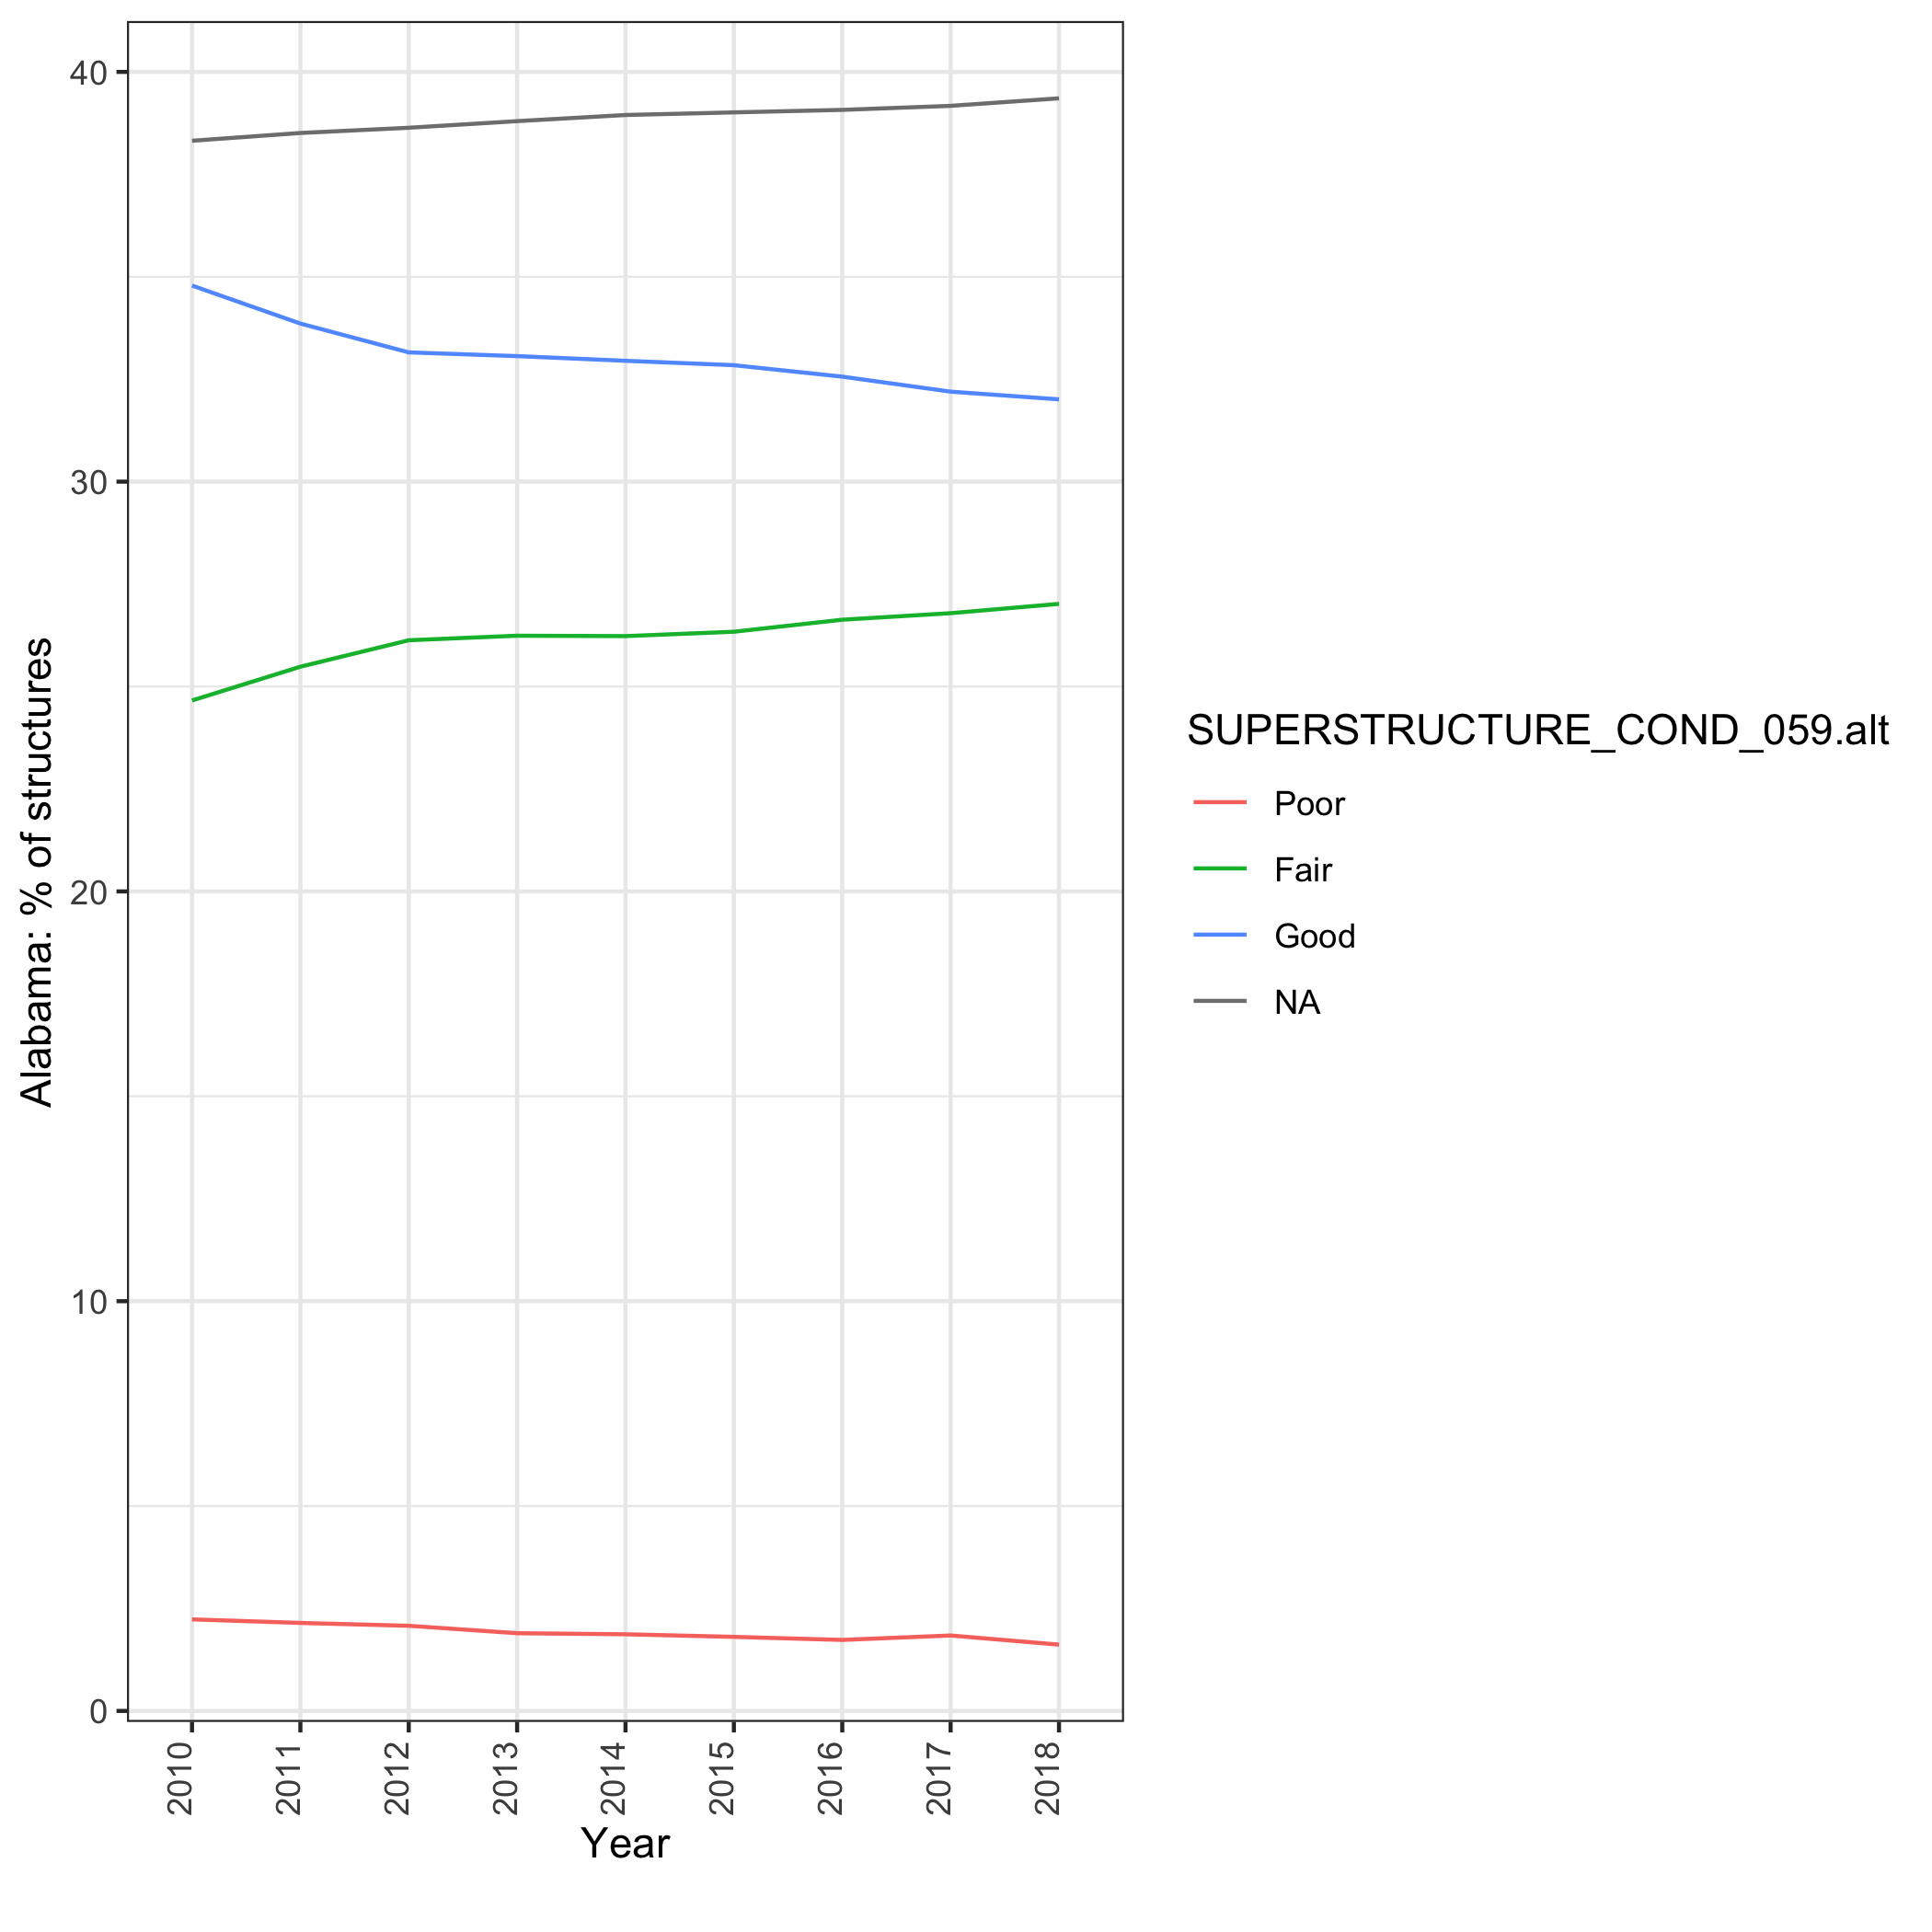 Alabama: % of structures
40
30
20
10
0
2010
2011
2012
2013
2014
2015
2016
2017
2018
Year
SUPERSTRUCTURE_COND_059.alt
Poor
Fair
Good
NA